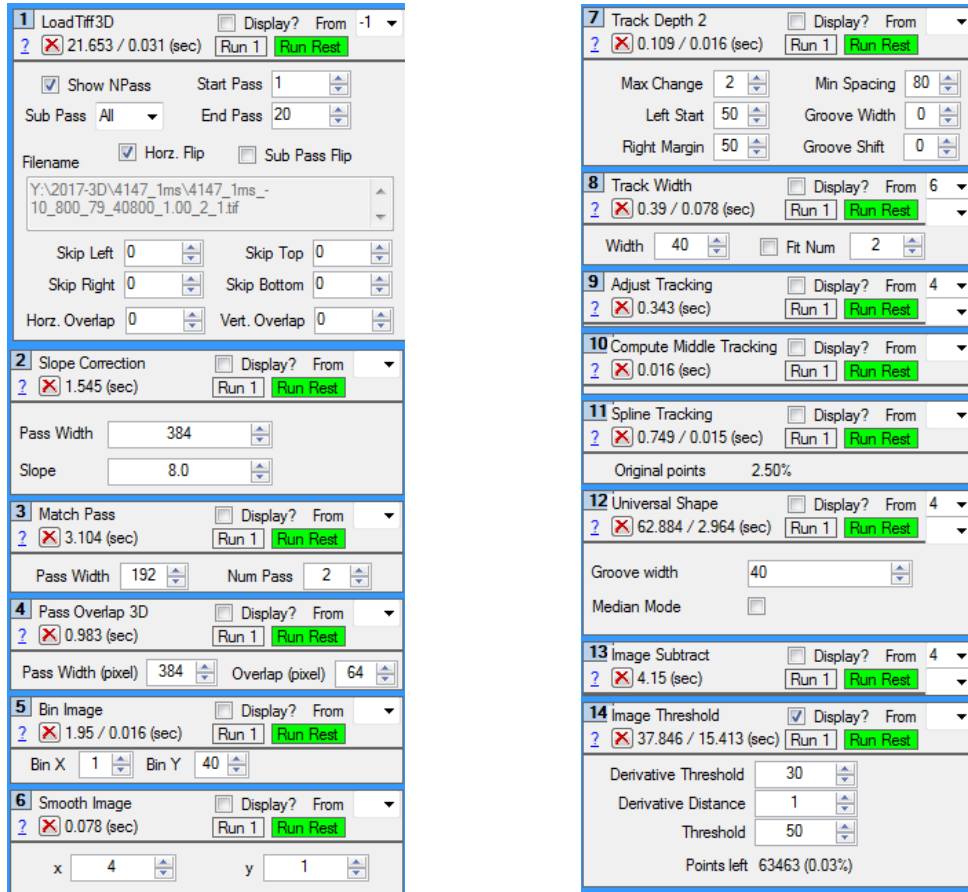 1 LoadTiff3D Display? From -1
? 21.653 / 0.031 (sec) Run 1 Run Rest
Show NPass Start Pass 1
Sub Pass All End Pass 20
Horz. Flip Sub Pass Flip
Filename
Y:\2017-3D\4147_1ms\4147_1ms_-
10_800_79_40800_1.00_2_1.tif
Skip Left 0 Skip Top 0
Skip Right 0 Skip Bottom 0
Horz. Overlap 0 Vert. Overlap 0
2 Slope Correction Display? From
? 1.545 (sec) Run 1 Run Rest
Pass Width 384
Slope 8.0
3 Match Pass Display? From
? 3.104 (sec) Run 1 Run Rest
Pass Width 192 Num Pass 2
4 Pass Overlap 3D Display? From
? 0.983 (sec) Run 1 Run Rest
Pass Width (pixel) 384 Overlap (pixel) 64
5 Bin Image Display? From
? 1.95 / 0.016 (sec) Run 1 Run Rest
Bin X 1 Bin Y 40
6 Smooth Image Display? From
? 0.078 (sec) Run 1 Run Rest
x 4 y 1
7 Track Depth 2 Display? From
? 0.109 / 0.016 (sec) Run 1 Run Rest
Max Change 2 Min Spacing 80
Left Start 50 Groove Width 0
Right Margin 50 Groove Shift 0
8 Track Width Display? From 6
? 0.39 / 0.078 (sec) Run 1 Run Rest
Width 40 Fit Num 2
9 Adjust Tracking Display? From 4
? 0.343 (sec) Run 1 Run Rest
10 Compute Middle Tracking Display? From
? 0.016 (sec) Run 1 Run Rest
11 Spline Tracking Display? From
? 0.749 / 0.015 (sec) Run 1 Run Rest
Original points 2.50%
12 Universal Shape Display? From 4
? 62.884 / 2.964 (sec) Run 1 Run Rest
Groove width 40
Median Mode
13 Image Subtract Display? From 4
? 4.15 (sec) Run 1 Run Rest
14 Image Threshold Display? From
? 37.846 / 15.413 (sec) Run 1 Run Rest
Derivative Threshold 30
Derivative Distance 1
Threshold 50
Points left 63463 (0.03%)